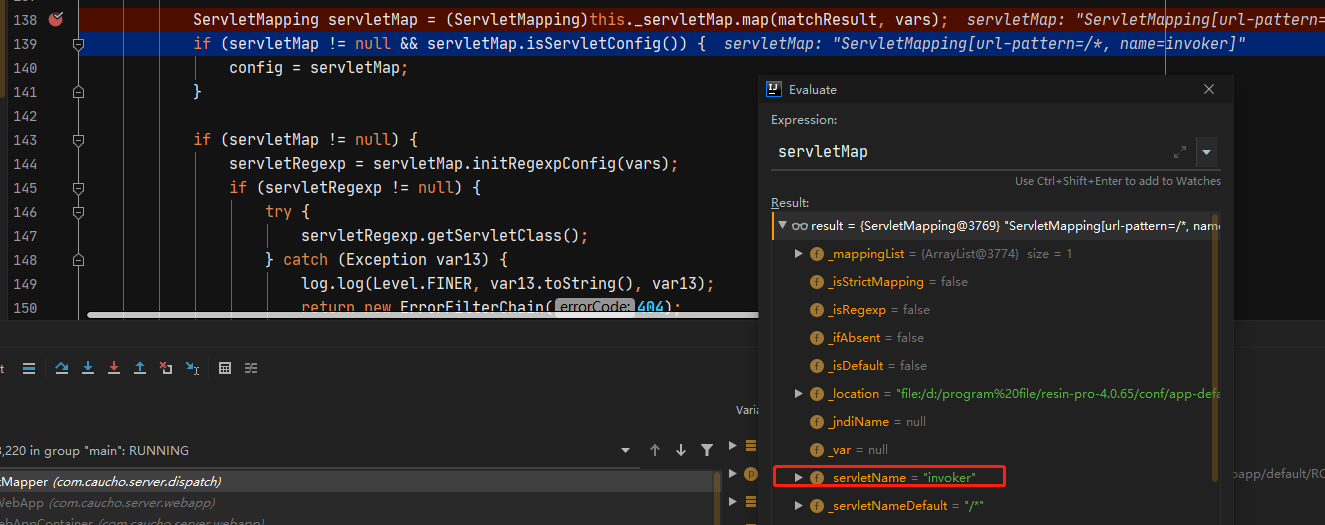 138 ServletMapping servletMap = (ServletMapping)this._servletMap.map(matchResult, vars); servletMap: "ServletMapping[url-pattern=
139 if (servletMap != null && servletMap.isServletConfig()) { servletMap: "ServletMapping[url-pattern=/*, name=invoker]"
140 config = servletMap;
141 }
142
143 if (servletMap != null) {
144 servletRegexp = servletMap.initRegexpConfig(vars);
145 if (servletRegexp != null) {
146 try {
147 servletRegexp.getServletClass();
148 } catch (Exception var13) {
149 log.log(Level.FINER, var13.toString(), var13);
150 return new ErrorFilterChain( errorCode: 404);
Evaluate
Expression:
servletMap
Use Ctrl+Shift+Enter to add to Watches
Result:
result = {ServletMapping@3769} "ServletMapping[url-pattern=/*, nam
_mappingList = {ArrayList@3774} size = 1
_isStrictMapping = false
_isRegexp = false
_ifAbsent = false
_isDefault = false
_location = "file:/d:/program%20file/resin-pro-4.0.65/conf/app-defa
_jndiName = null
_var = null
_servletName = "invoker"
_servletNameDefault = "/*"
Varia
3,220 in group "main": RUNNING
tMapper (com.caucho.server.dispatch)
WebApp (com.caucho.server.webapp)
WebAppContainer (com.caucho.server.webapp)
bapp/default/RO